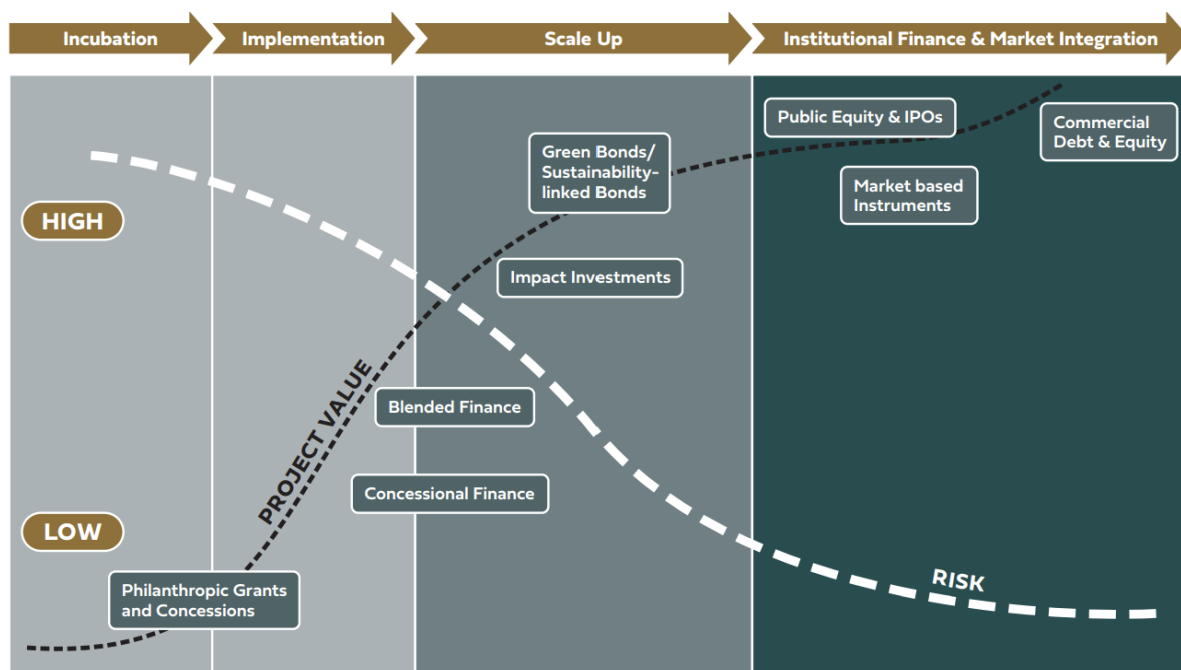 Incubation
Implementation
Scale Up
Institutional Finance & Market Integration
Public Equity & IPOs
Commercial
Debt & Equity
Green Bonds/
Sustainability-
linked Bonds
Market based
Instruments
HIGH
Impact Investments
PROJECT VALUE
Blended Finance
Concessional Finance
LOW
Philanthropic Grants
and Concessions
RISK